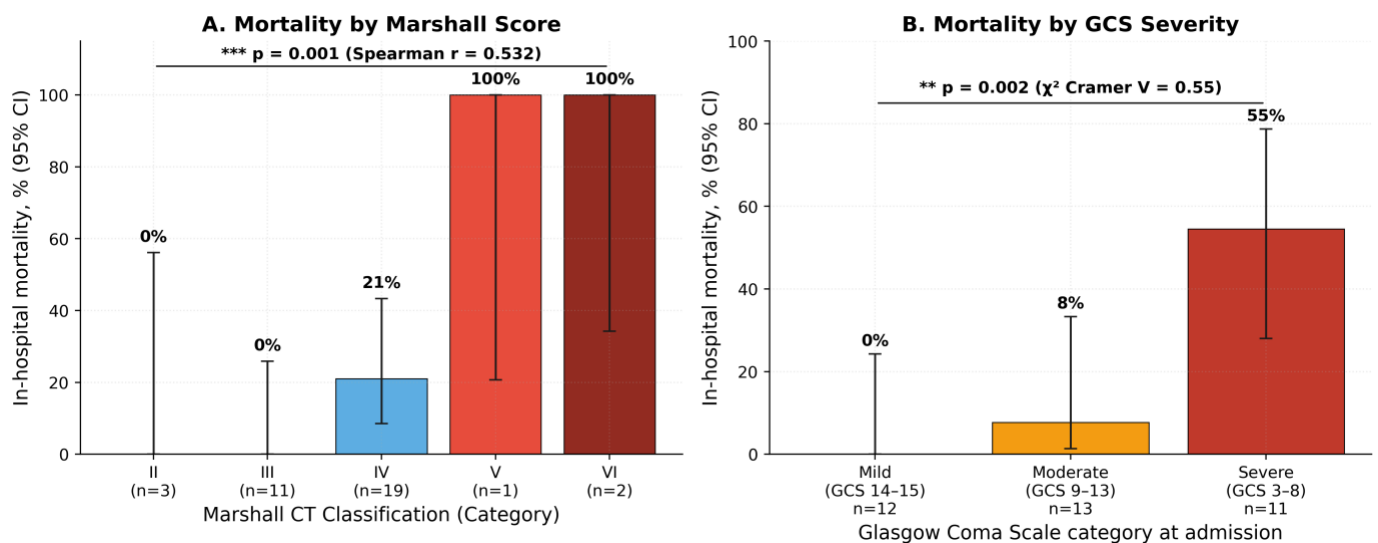 A. Mortality by Marshall Score
*** p = 0.001 (Spearman r = 0.532)
100%
100%
0%
0%
21%
In-hospital mortality, % (95% CI)
100
80
60
40
20
0
II
(n=3)
III
(n=11)
IV
(n=19)
V
(n=1)
VI
(n=2)
Marshall CT Classification (Category)
B. Mortality by GCS Severity
** p = 0.002 (χ² Cramer V = 0.55)
0%
8%
55%
In-hospital mortality, % (95% CI)
100
80
60
40
20
0
Mild
(GCS 14–15)
n=12
Moderate
(GCS 9–13)
n=13
Severe
(GCS 3–8)
n=11
Glasgow Coma Scale category at admission